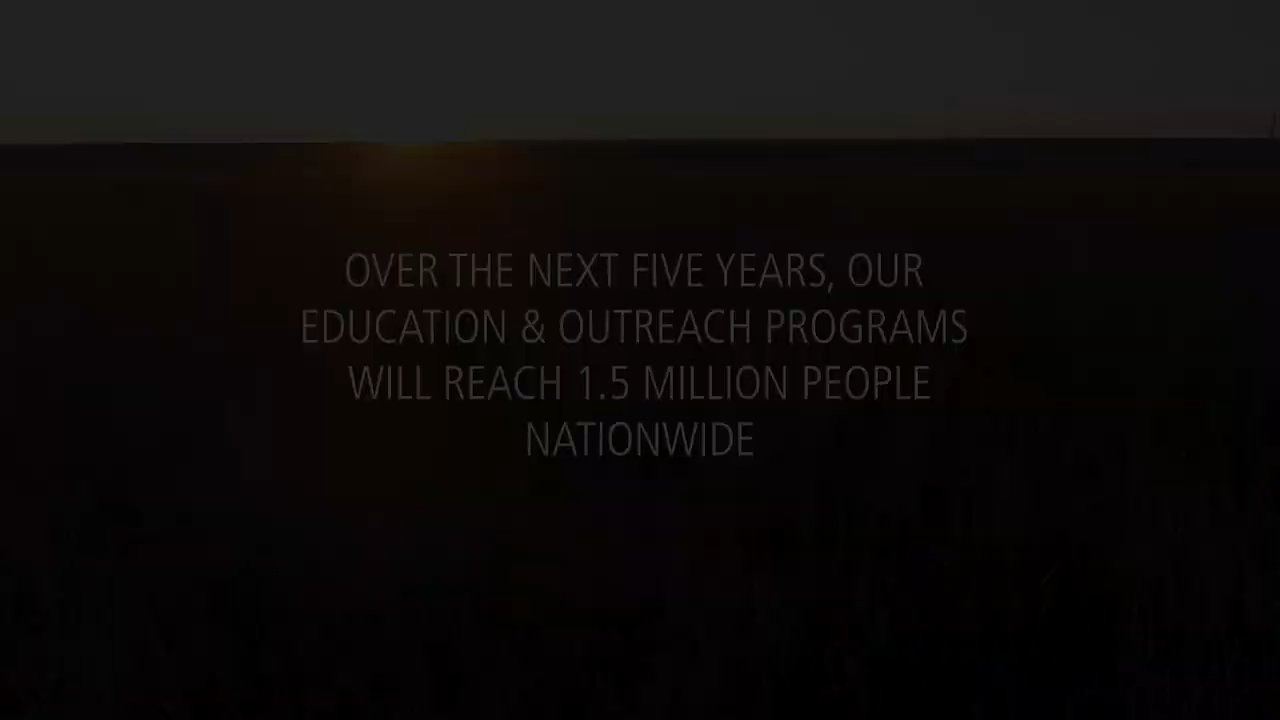 OVER THE NEXT FIVE YEARS, OUR
EDUCATION & OUTREACH PROGRAMS
WILL REACH 1.5 MILLION PEOPLE
NATIONWIDE